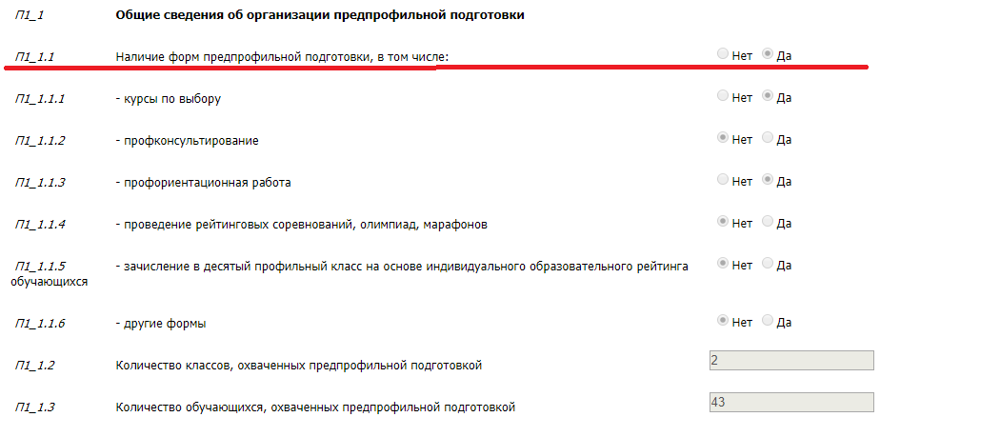 П1_1 Общие сведения об организации предпрофильной подготовки
П1_1.1 Наличие форм предпрофильной подготовки, в том числе: Нет Да
П1_1.1.1 - курсы по выбору Нет Да
П1_1.1.2 - профконсультирование Нет Да
П1_1.1.3 - профориентационная работа Нет Да
П1_1.1.4 - проведение рейтинговых соревнований, олимпиад, марафонов Нет Да
П1_1.1.5 - зачисление в десятый профильный класс на основе индивидуального образовательного рейтинга Нет Да
обучающихся
П1_1.1.6 - другие формы Нет Да
П1_1.2 Количество классов, охваченных предпрофильной подготовкой 2
П1_1.3 Количество обучающихся, охваченных предпрофильной подготовкой 43